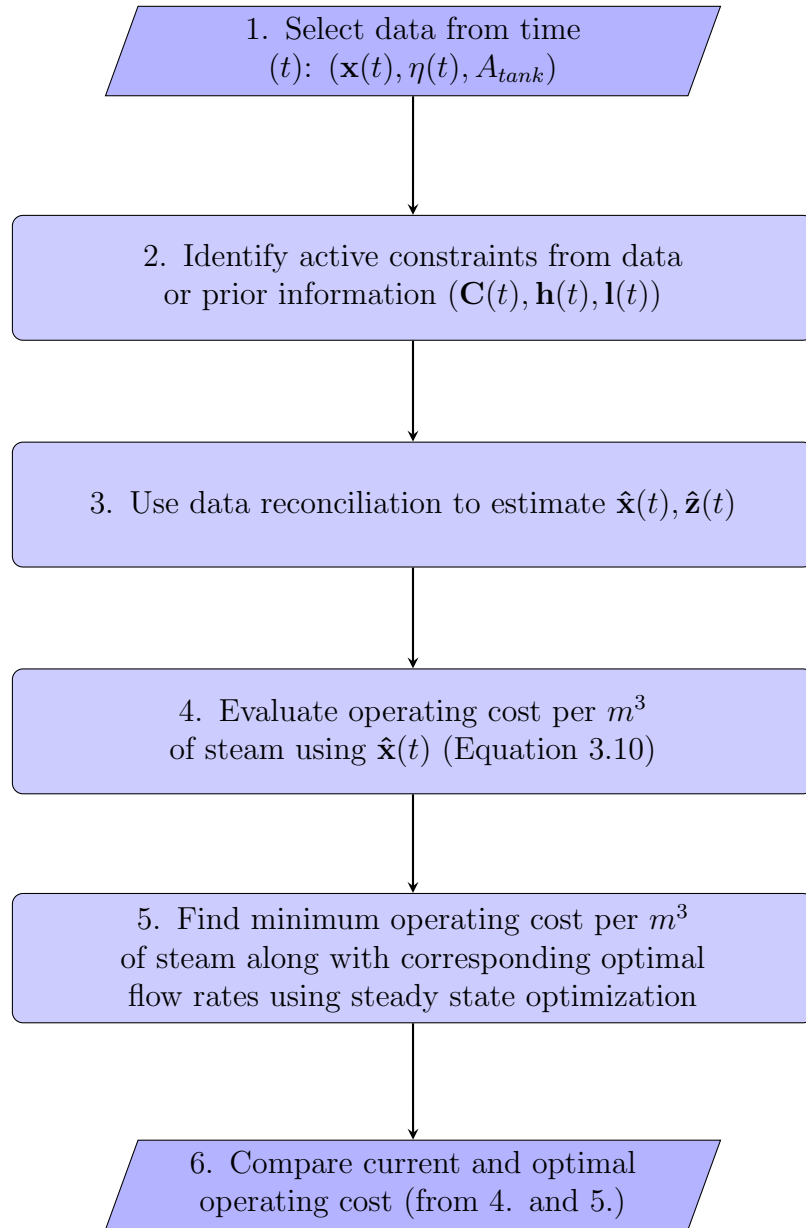 1. Select data from time
(t): (𝐱(t), η(t), A_tank)
2. Identify active constraints from data
or prior information (𝐂(t), 𝐡(t), 𝐥(t))
3. Use data reconciliation to estimate 𝐱̂(t), 𝐳̂(t
4. Evaluate operating cost per m³
of steam using 𝐱̂(t) (Equation 3.10)
5. Find minimum operating cost per m³
of steam along with corresponding optimal
flow rates using steady state optimization
6. Compare current and optimal
operating cost (from 4. and 5.)